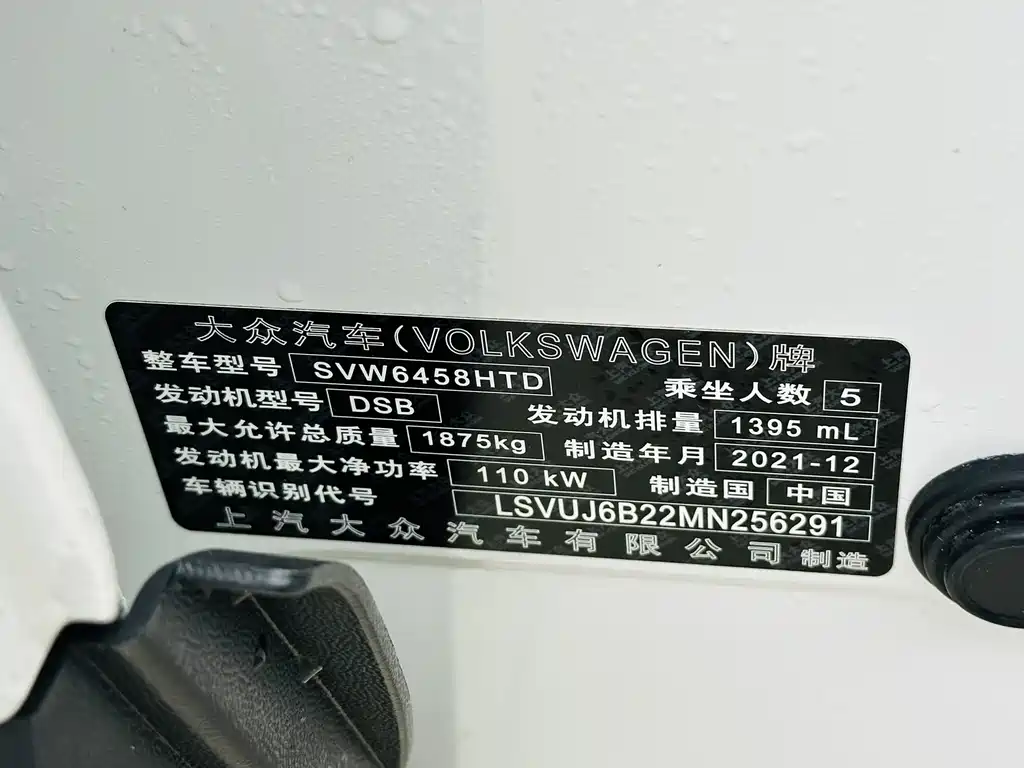 大众汽车(VOLKSWAGEN)牌
整车型号 SVW6458HTD 乘坐人数 5
发动机型号 DSB 发动机排量 1395 mL
最大允许总质量 1875kg 制造年月 2021-12
发动机最大净功率 110 kW 制造国 中国
车辆识别代号 LSVUJ6B22MN256291
上汽大众汽车有限公司 制造